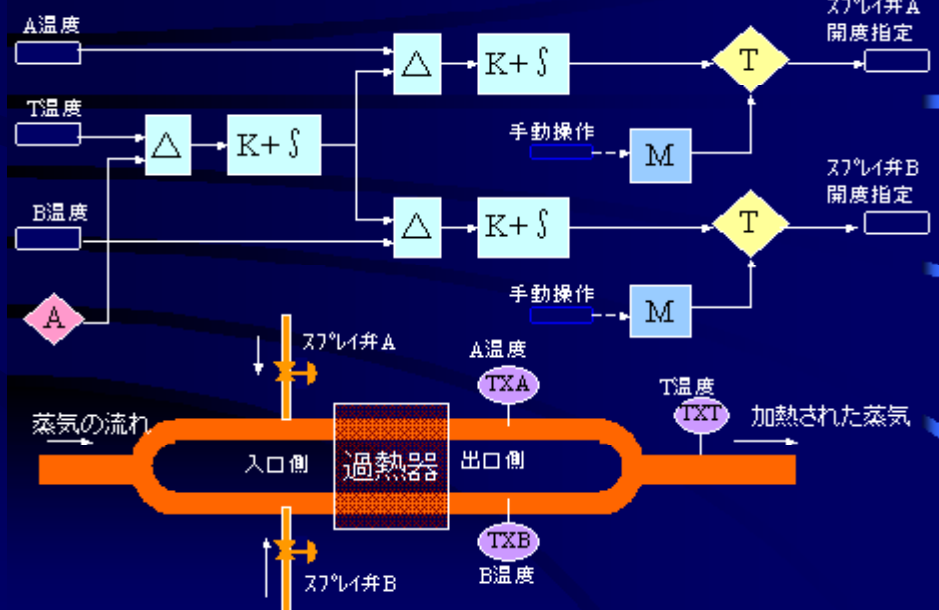 スプレイ弁A
開度指定
A温度
△
K+∫
T
T温度
△
K+∫
手動操作
M
スプレイ弁B
開度指定
B温度
△
K+∫
T
手動操作
M
A
スプレイ弁A
A温度
TXA
T温度
TXT
蒸気の流れ
加熱された蒸気
入口側
過熱器
出口側
TXB
B温度
スプレイ弁B